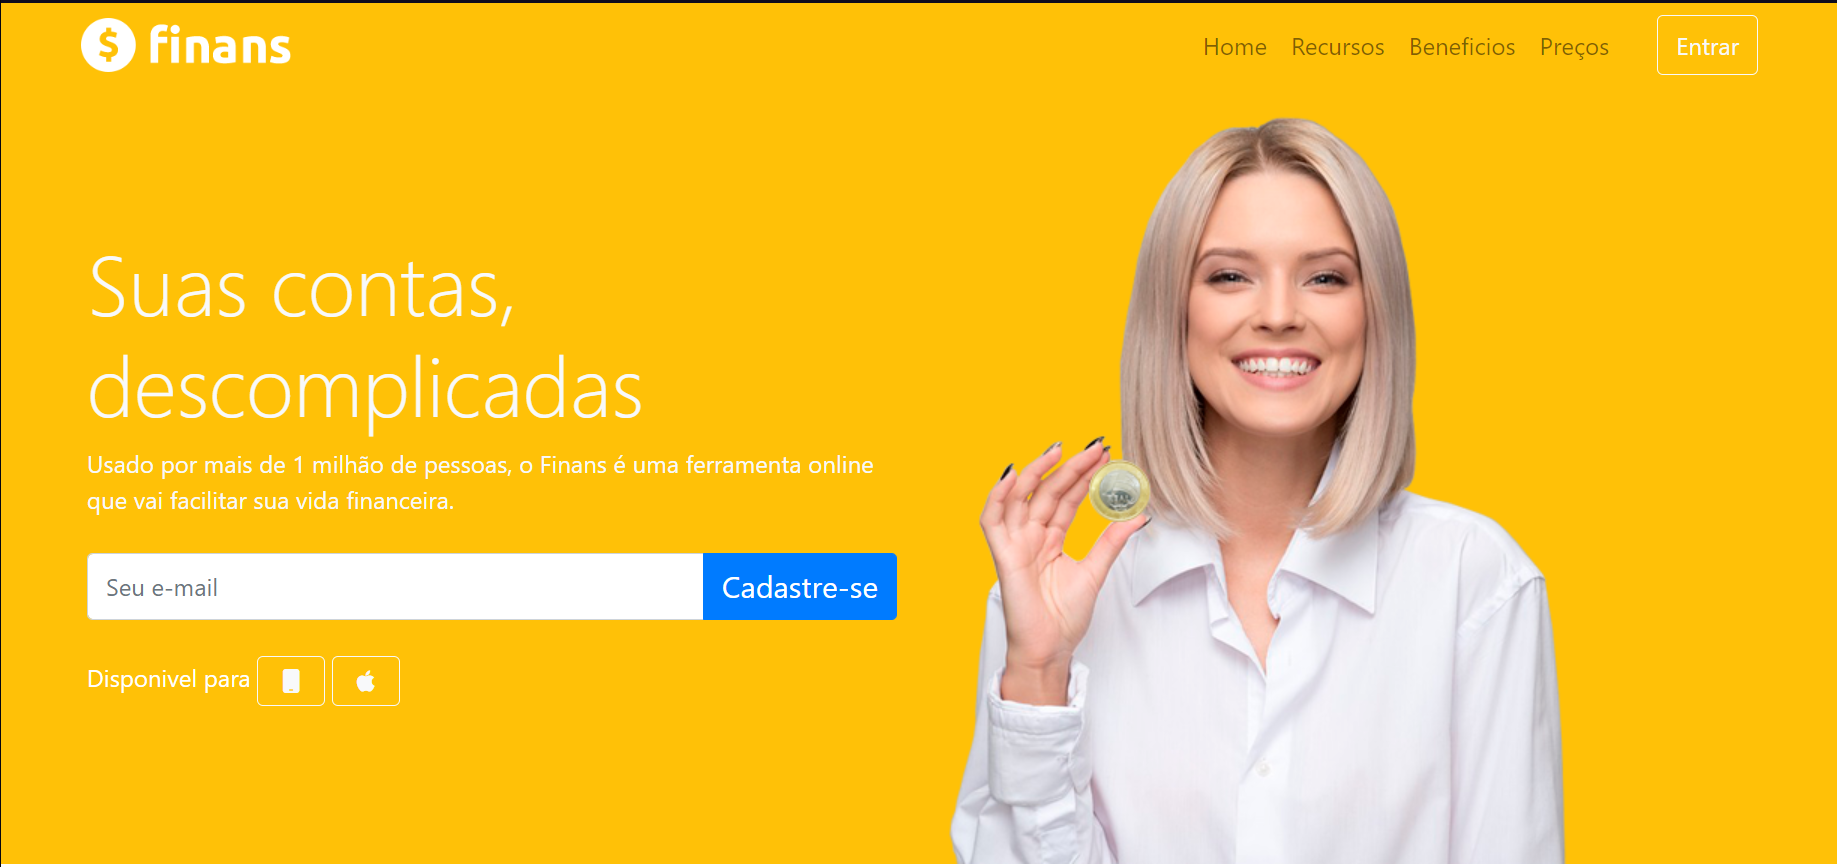 $ finans
Home Recursos Beneficios Preços Entrar
Suas contas,
descomplicadas
Usado por mais de 1 milhão de pessoas, o Finans é uma ferramenta online
que vai facilitar sua vida financeira.
Seu e-mail Cadastre-se
Disponivel para